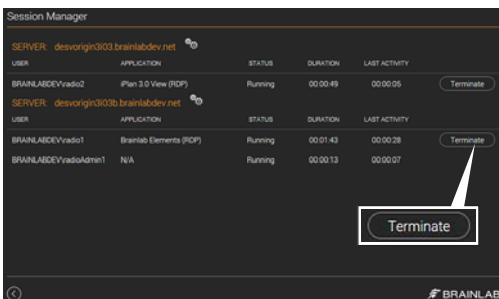 Session Manager
SERVER: desvorigin3i03.brainlabdev.net
USER APPLICATION STATUS DURATION LAST ACTIVITY
BRAINLABDEV\radio2 iPlan 3.0 View (RDP) Running 00:00:49 00:00:05 Terminate
SERVER: desvorigin3i03b.brainlabdev.net
USER APPLICATION STATUS DURATION LAST ACTIVITY
BRAINLABDEV\radio1 Brainlab Elements (RDP) Running 00:01:43 00:00:28 Terminate
BRAINLABDEV\radioAdmin1 N/A Running 00:00:13 00:00:07
Terminate
BRAINLAB